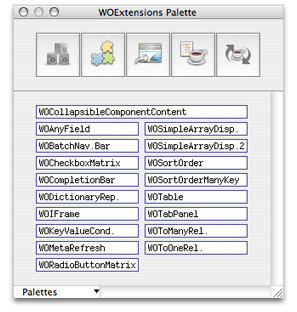 WOExtensions Palette
WOCollapsibleComponentContent
WOAnyField
WOSimpleArrayDisp.
WOBatchNav.Bar
WOSimpleArrayDisp.2
WOCheckboxMatrix
WOSortOrder
WOCompletionBar
WOSortOrderManyKey
WODictionaryRep.
WOTable
WOIFrame
WOTabPanel
WOKeyValueCond.
WOToManyRel.
WOMetaRefresh
WOToOneRel.
WORadioButtonMatrix
Palettes